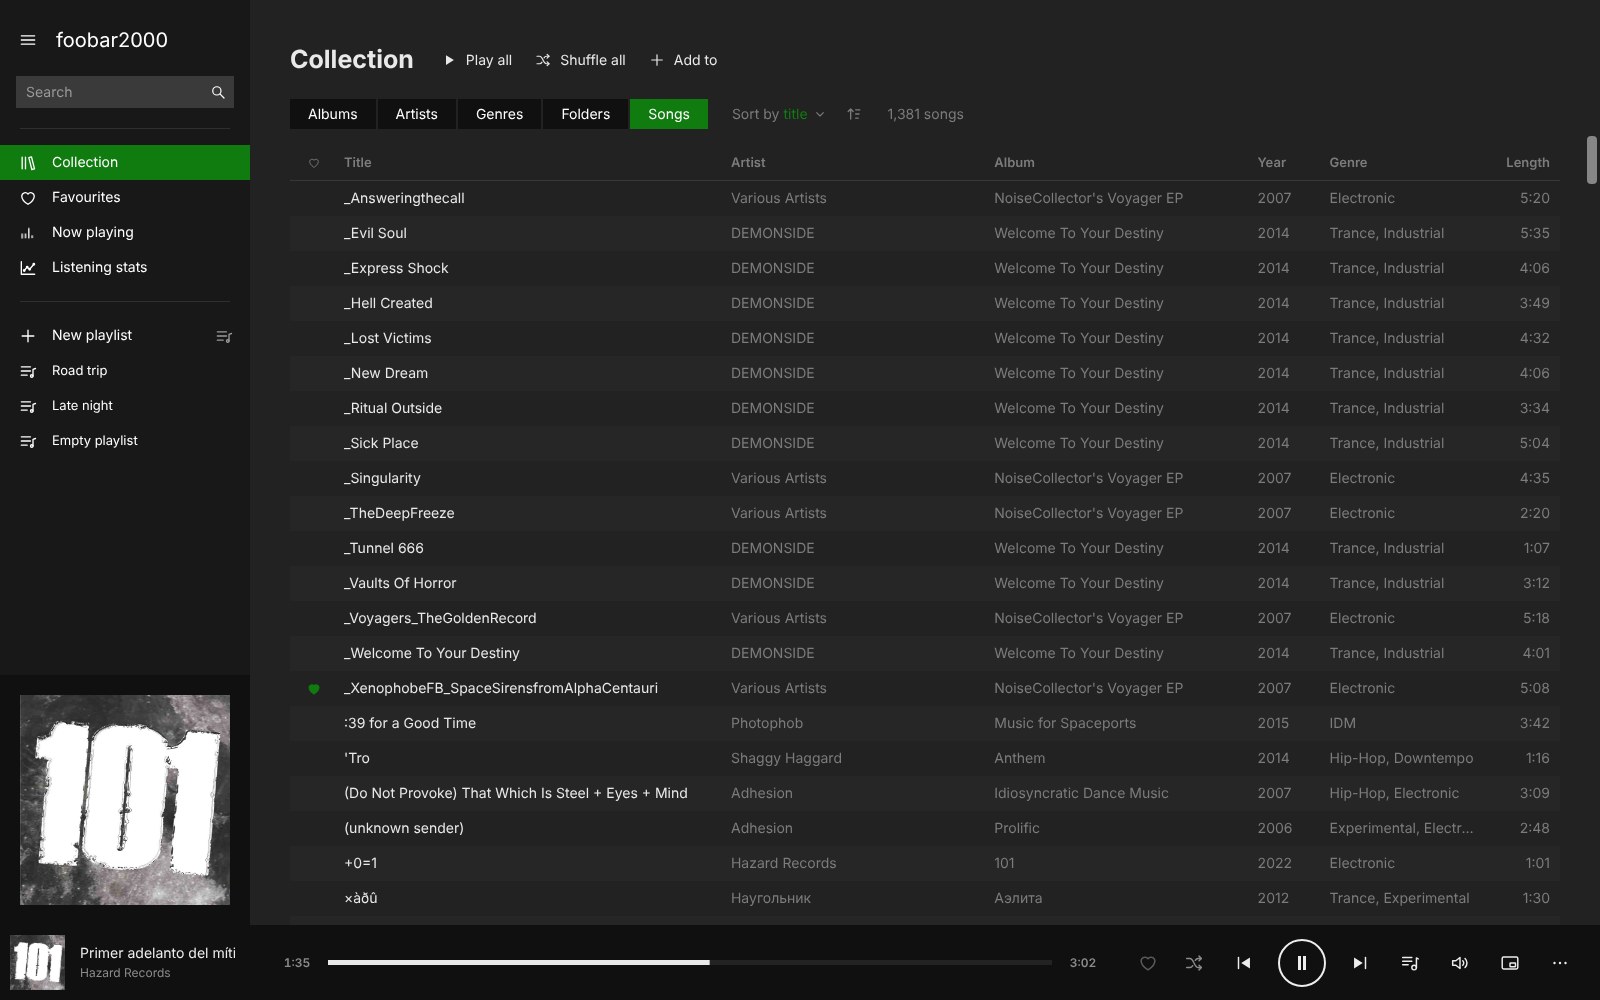 foobar2000
Search
Collection
Favourites
Now playing
Listening stats
New playlist
Road trip
Late night
Empty playlist
101
Collection Play all Shuffle all Add to
Albums Artists Genres Folders Songs Sort by title 1,381 songs
Title Artist Album Year Genre Length
_Answeringthecall Various Artists NoiseCollector's Voyager EP 2007 Electronic 5:20
_Evil Soul DEMONSIDE Welcome To Your Destiny 2014 Trance, Industrial 5:35
_Express Shock DEMONSIDE Welcome To Your Destiny 2014 Trance, Industrial 4:06
_Hell Created DEMONSIDE Welcome To Your Destiny 2014 Trance, Industrial 3:49
_Lost Victims DEMONSIDE Welcome To Your Destiny 2014 Trance, Industrial 4:32
_New Dream DEMONSIDE Welcome To Your Destiny 2014 Trance, Industrial 4:06
_Ritual Outside DEMONSIDE Welcome To Your Destiny 2014 Trance, Industrial 3:34
_Sick Place DEMONSIDE Welcome To Your Destiny 2014 Trance, Industrial 5:04
_Singularity Various Artists NoiseCollector's Voyager EP 2007 Electronic 4:35
_TheDeepFreeze Various Artists NoiseCollector's Voyager EP 2007 Electronic 2:20
_Tunnel 666 DEMONSIDE Welcome To Your Destiny 2014 Trance, Industrial 1:07
_Vaults Of Horror DEMONSIDE Welcome To Your Destiny 2014 Trance, Industrial 3:12
_Voyagers_TheGoldenRecord Various Artists NoiseCollector's Voyager EP 2007 Electronic 5:18
_Welcome To Your Destiny DEMONSIDE Welcome To Your Destiny 2014 Trance, Industrial 4:01
_XenophobeFB_SpaceSirensfromAlphaCentauri Various Artists NoiseCollector's Voyager EP 2007 Electronic 5:08
:39 for a Good Time Photophob Music for Spaceports 2015 IDM 3:42
'Tro Shaggy Haggard Anthem 2014 Hip-Hop, Downtempo 1:16
(Do Not Provoke) That Which Is Steel + Eyes + Mind Adhesion Idiosyncratic Dance Music 2007 Hip-Hop, Electronic 3:09
(unknown sender) Adhesion Prolific 2006 Experimental, Electr... 2:48
+0=1 Hazard Records 101 2022 Electronic 1:01
×àðû Наугольник Аэлита 2012 Trance, Experimental 1:30
101
Primer adelanto del míti
Hazard Records
1:35 3:02